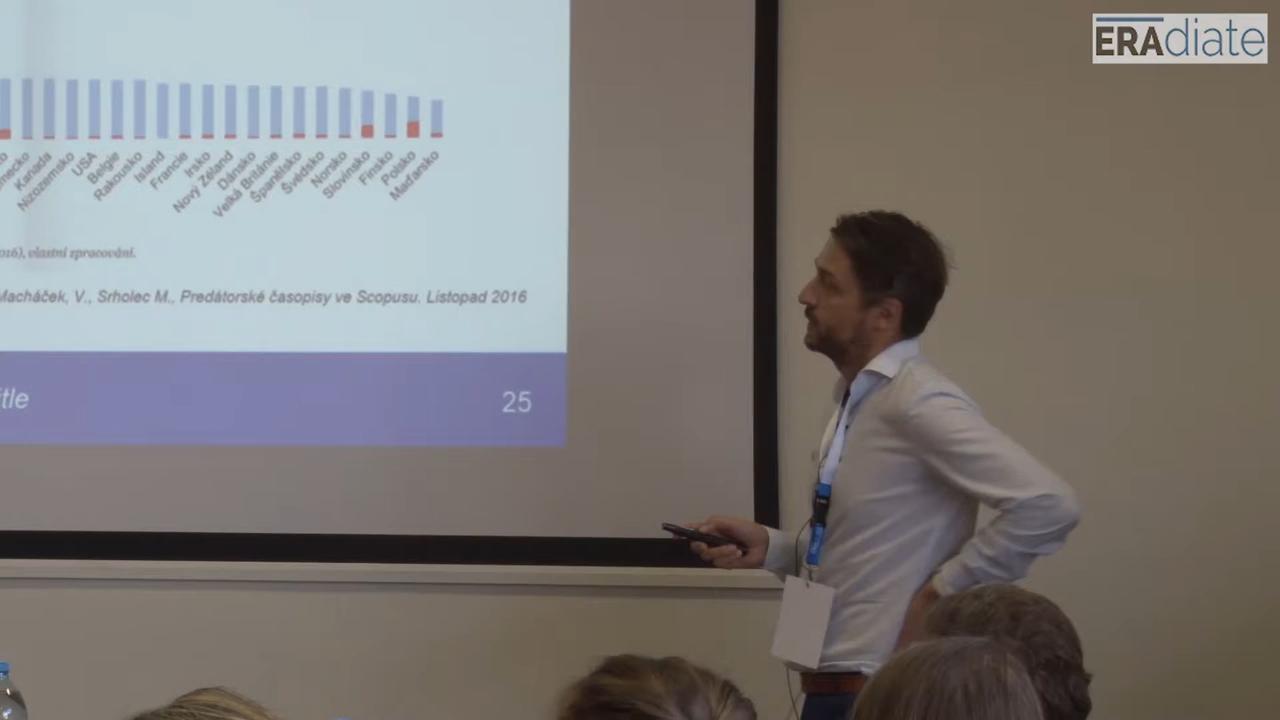 ERAdiate
Kanada
Nizozemsko
USA
Belgie
Rakousko
Island
Francie
Irsko
Nový Zéland
Dánsko
Velká Británie
Španělsko
Švédsko
Norsko
Slovinsko
Finsko
Polsko
Maďarsko
016), vlastní zpracování.
Macháček, V., Srholec M., Predátorské časopisy ve Scopusu. Listopad 2016
25